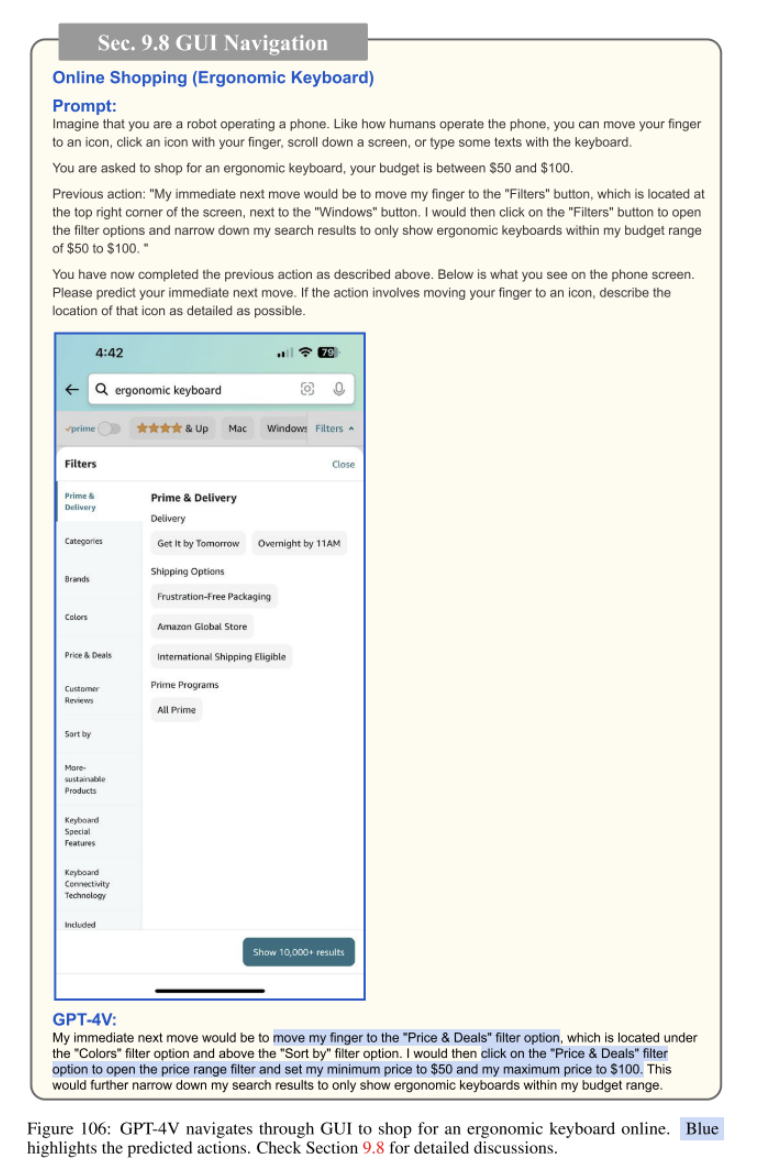 Sec. 9.8 GUI Navigation
Online Shopping (Ergonomic Keyboard)
Prompt:
Imagine that you are a robot operating a phone. Like how humans operate the phone, you can move your finger
to an icon, click an icon with your finger, scroll down a screen, or type some texts with the keyboard.
You are asked to shop for an ergonomic keyboard, your budget is between $50 and $100.
Previous action: "My immediate next move would be to move my finger to the "Filters" button, which is located at
the top right corner of the screen, next to the "Windows" button. I would then click on the "Filters" button to open
the filter options and narrow down my search results to only show ergonomic keyboards within my budget range
of $50 to $100. "
You have now completed the previous action as described above. Below is what you see on the phone screen.
Please predict your immediate next move. If the action involves moving your finger to an icon, describe the
location of that icon as detailed as possible.
4:42 79
ergonomic keyboard
prime & Up Mac Windows Filters
Filters Close
Prime &
Delivery
Categories
Brands
Colors
Price & Deals
Customer
Reviews
Sort by
More-
sustainable
Products
Keyboard
Special
Features
Keyboard
Connectivity
Technology
Included
Prime & Delivery
Delivery
Get It by Tomorrow Overnight by 11AM
Shipping Options
Frustration-Free Packaging
Amazon Global Store
International Shipping Eligible
Prime Programs
All Prime
Show 10,000+ results
GPT-4V:
My immediate next move would be to move my finger to the "Price & Deals" filter option, which is located under
the "Colors" filter option and above the "Sort by" filter option. I would then click on the "Price & Deals" filter
option to open the price range filter and set my minimum price to $50 and my maximum price to $100. This
would further narrow down my search results to only show ergonomic keyboards within my budget range.
Figure 106: GPT-4V navigates through GUI to shop for an ergonomic keyboard online. Blue
highlights the predicted actions. Check Section 9.8 for detailed discussions.